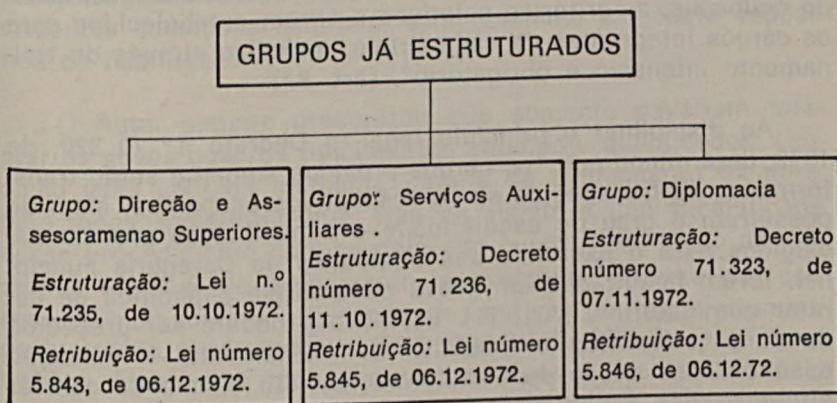 GRUPOS JÁ ESTRUTURADOS
Grupo: Direção e As-
sesoramenao Superiores.
Estruturação: Lei n.º
71.235, de 10.10.1972.
Retribuição: Lei número
5.843, de 06.12.1972.
Grupo: Serviços Auxi-
liares .
Estruturação: Decreto
número 71.236, de
11.10.1972.
Retribuição: Lei número
5.845, de 06.12.1972.
Grupo: Diplomacia
Estruturação: Decreto
número 71.323, de
07.11.1972.
Retribuição: Lei número
5.846, de 06.12.72.